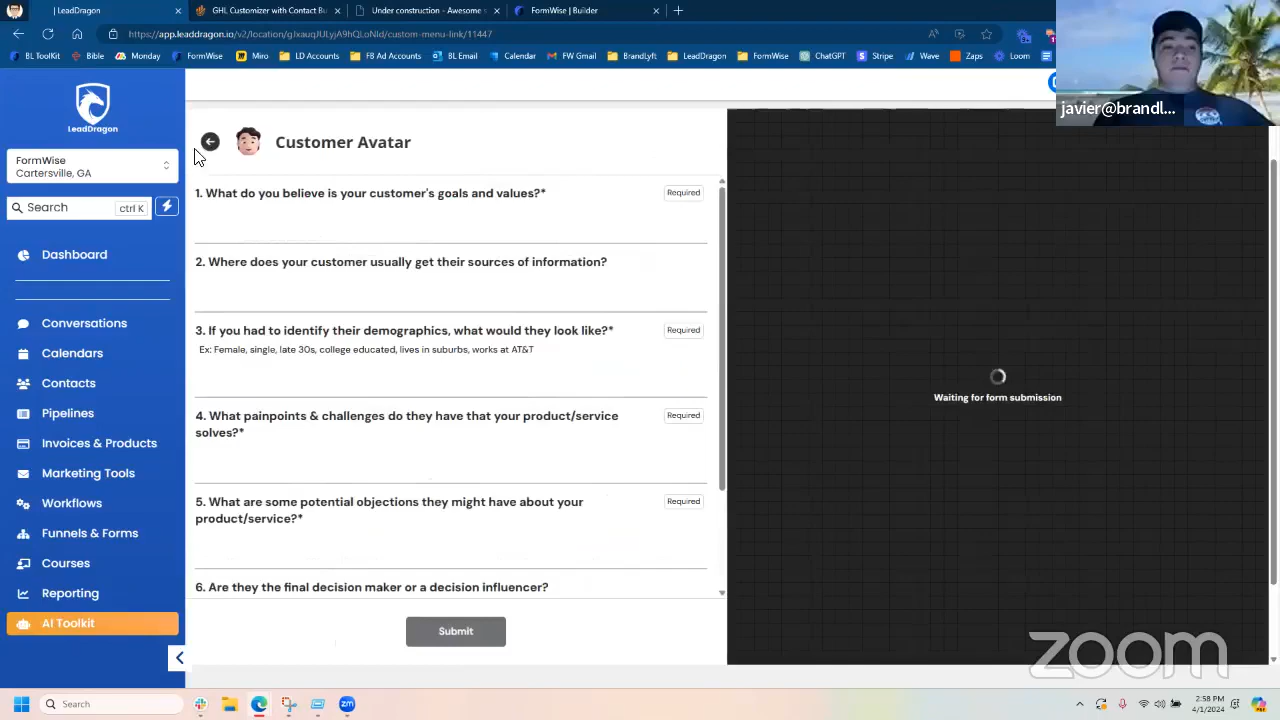 | LeadDragon
GHL Customizer with Contact Bu
Under construction - Awesome s
FormWise | Builder
https://app.leaddragon.io/v2/location/gIxauqJULyjA9hQLoNld/custom-menu-link/11447
BL ToolKit
Bible
Monday
FormWise
Miro
LD Accounts
FB Ad Accounts
BL Email
Calendar
FW Gmail
BrandLyft
LeadDragon
FormWise
ChatGPT
Stripe
Wave
Zaps
Loom
javier@brandl...
LeadDragon
FormWise
Cartersville, GA
Search
ctrl K
Dashboard
Conversations
Calendars
Contacts
Pipelines
Invoices & Products
Marketing Tools
Workflows
Funnels & Forms
Courses
Reporting
AI Toolkit
Customer Avatar
1. What do you believe is your customer's goals and values?*
Required
2. Where does your customer usually get their sources of information?
3. If you had to identify their demographics, what would they look like?*
Required
Ex: Female, single, late 30s, college educated, lives in suburbs, works at AT&T
4. What painpoints & challenges do they have that your product/service
solves?*
Required
5. What are some potential objections they might have about your
product/service?*
Required
6. Are they the final decision maker or a decision influencer?
Submit
Waiting for form submission
zoom
Search
zm
2:58 PM
4/1/2024